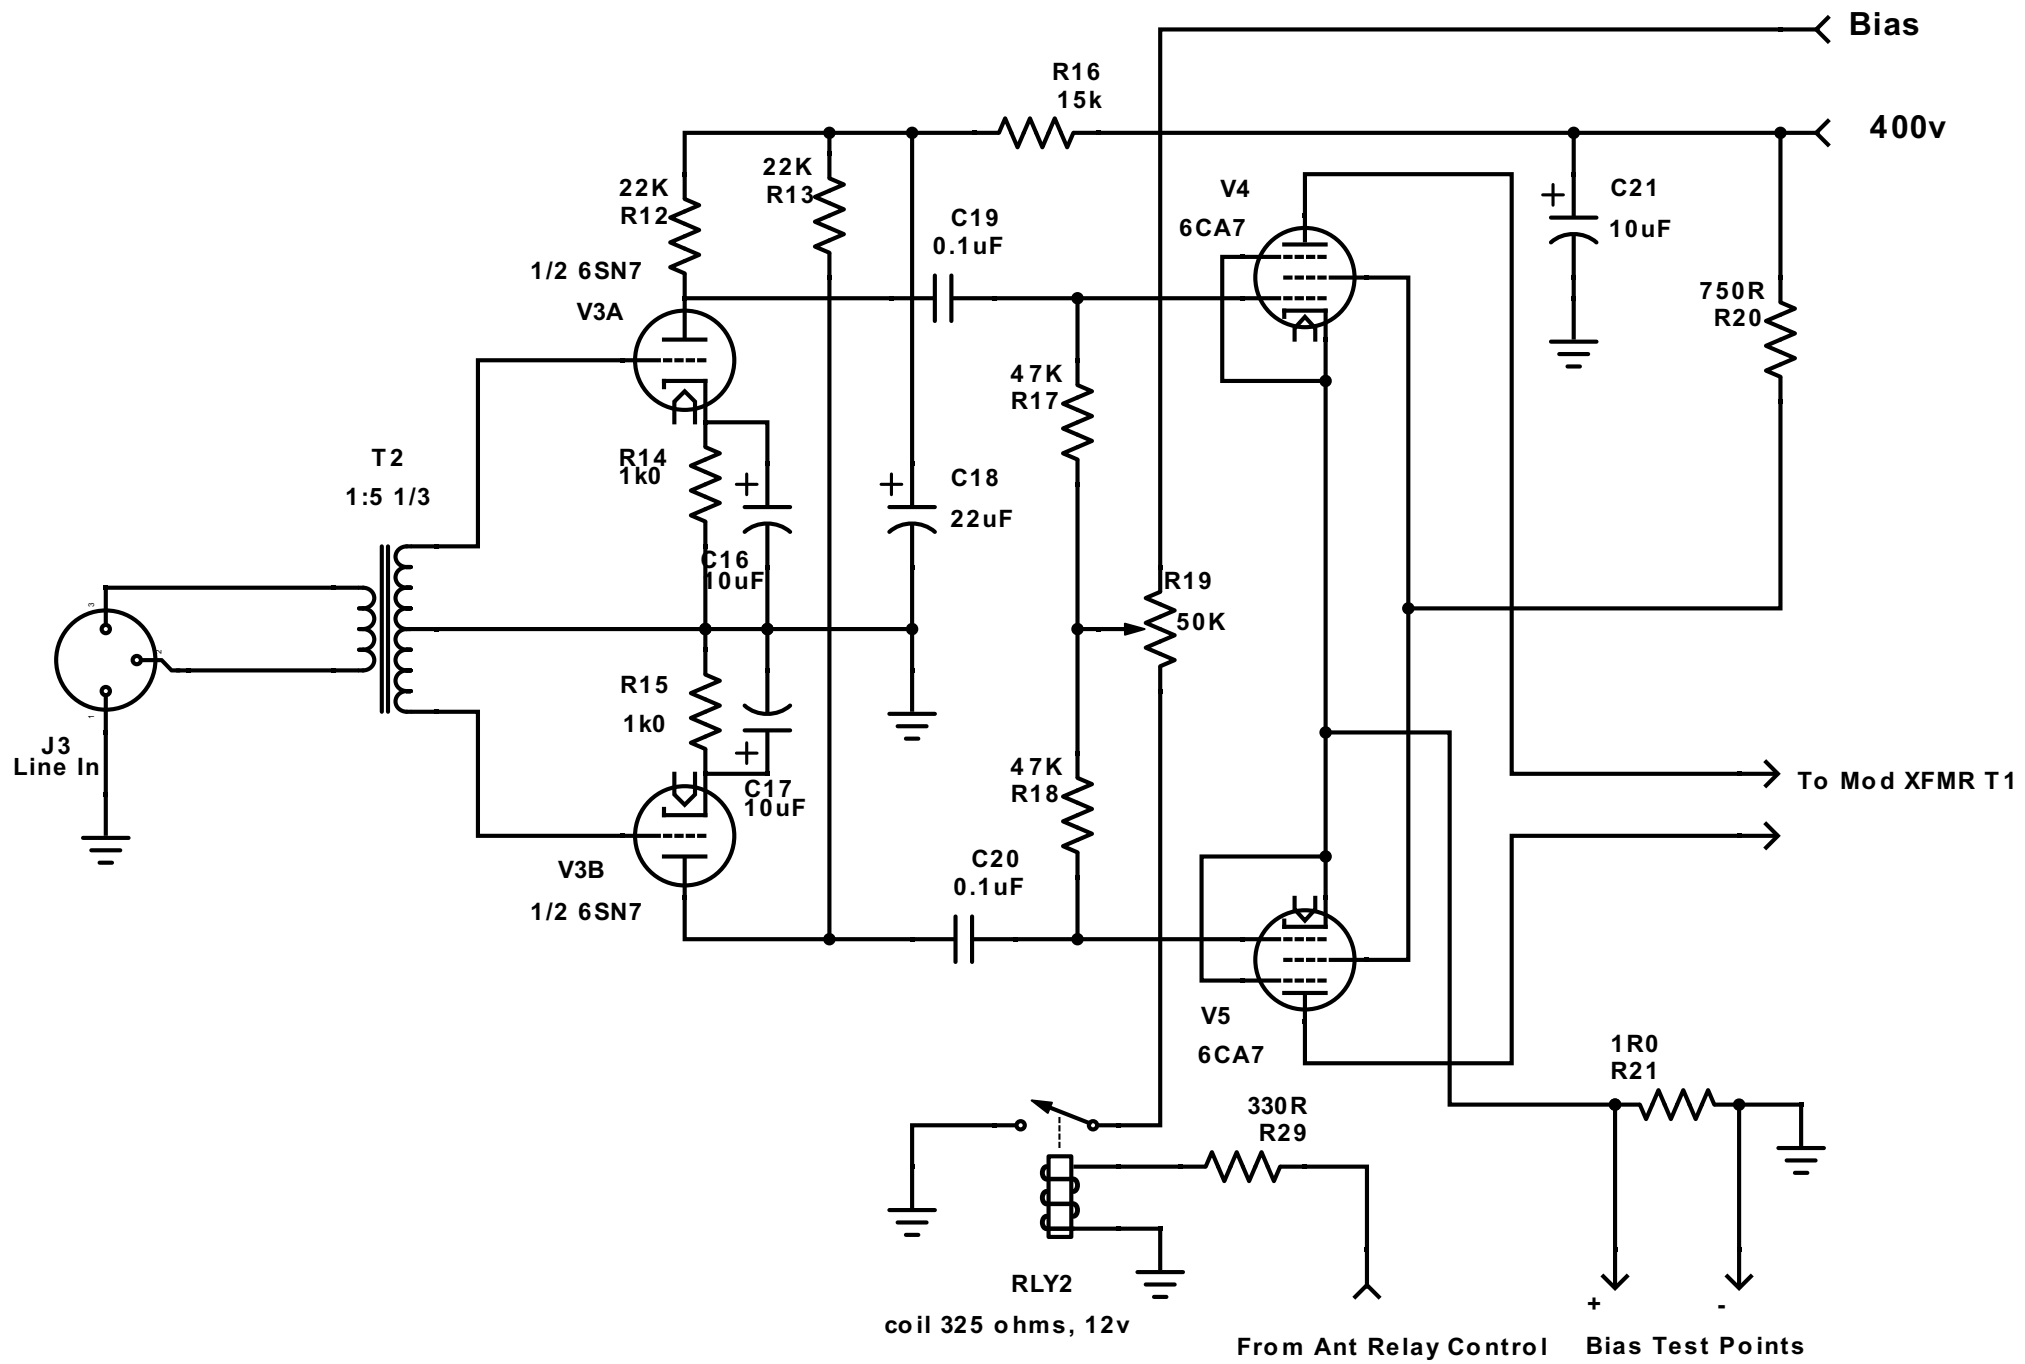 Bias
R16
15k
400v
22K
R12
22K
R13
V4
6CA7
C21
10uF
C19
0.1uF
1/2 6SN7
V3A
750R
R20
47K
R17
T2
1:5 1/3
R14
1k0
C18
22uF
C16
10uF
R19
50K
3
2
1
J3
Line In
R15
1k0
C17
10uF
47K
R18
To Mod XFMR T1
V3B
1/2 6SN7
C20
0.1uF
V5
6CA7
1R0
R21
330R
R29
RLY2
coil 325 ohms, 12v
+
-
From Ant Relay Control
Bias Test Points